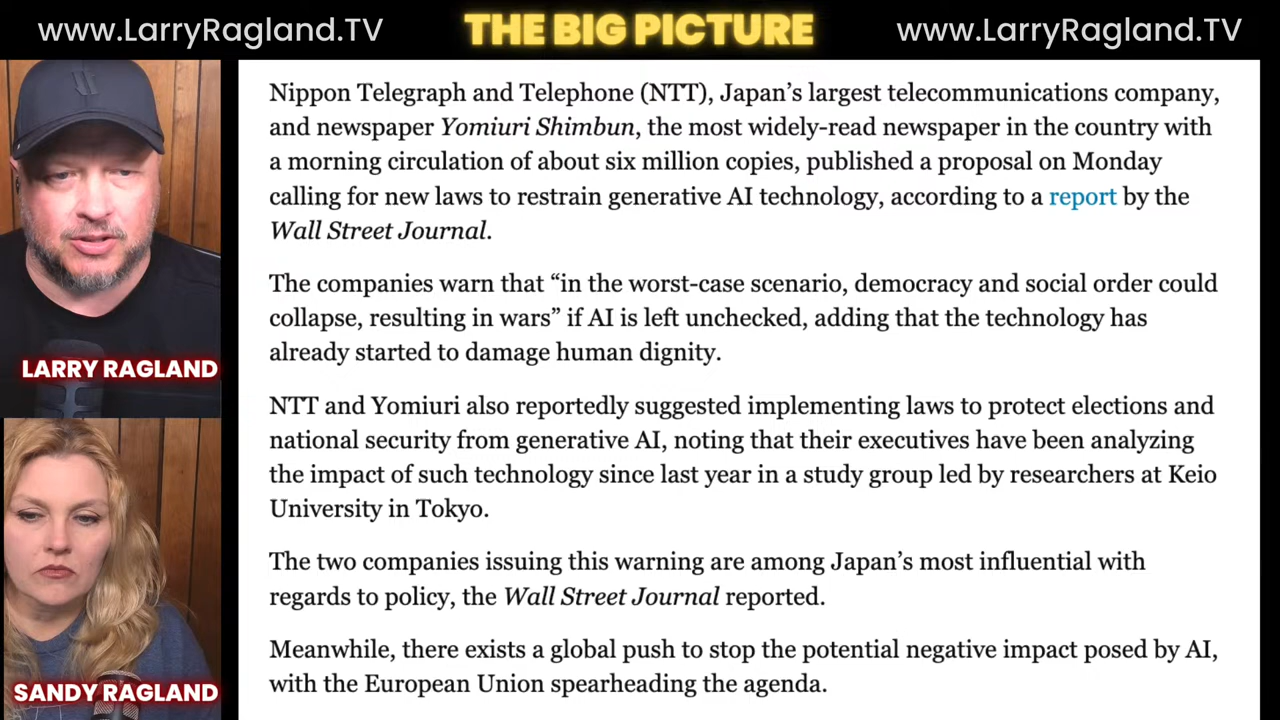 www.LarryRagland.TV
THE BIG PICTURE
www.LarryRagland.TV
Nippon Telegraph and Telephone (NTT), Japan’s largest telecommunications company,
and newspaper Yomiuri Shimbun, the most widely-read newspaper in the country with
a morning circulation of about six million copies, published a proposal on Monday
calling for new laws to restrain generative AI technology, according to a report by the
Wall Street Journal.
The companies warn that “in the worst-case scenario, democracy and social order could
collapse, resulting in wars” if AI is left unchecked, adding that the technology has
already started to damage human dignity.
NTT and Yomiuri also reportedly suggested implementing laws to protect elections and
national security from generative AI, noting that their executives have been analyzing
the impact of such technology since last year in a study group led by researchers at Keio
University in Tokyo.
The two companies issuing this warning are among Japan’s most influential with
regards to policy, the Wall Street Journal reported.
Meanwhile, there exists a global push to stop the potential negative impact posed by AI,
with the European Union spearheading the agenda.
LARRY RAGLAND
SANDY RAGLAND